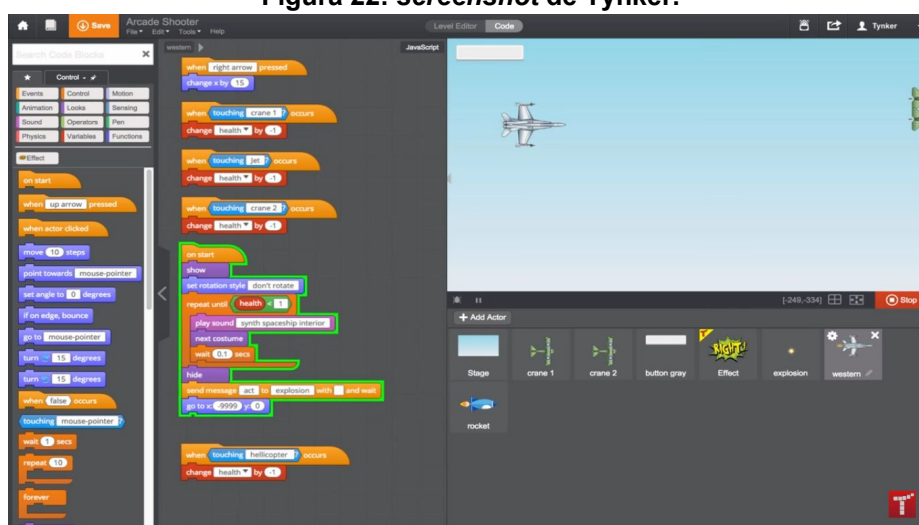 Figura 22. screenshot de Tynker.
Save
Arcade Shooter
File Edit Tools Help
Level Editor Code
1 Tynker
Search Code Blocks
Control
Events Control Motion
Animation Looks Sensing
Sound Operators Pen
Physics Variables Functions
Effect
on start
when up arrow pressed
when actor clicked
move 10 steps
point towards mouse-pointer
set angle to 0 degrees
if on edge, bounce
go to mouse-pointer
turn 15 degrees
turn 15 degrees
when false occurs
touching mouse-pointer ?
wait 1 secs
repeat 10
forever
western
JavaScript
when right arrow pressed
change x by 15
when touching crane 1 ? occurs
change health by -1
when touching jet ? occurs
change health by -1
when touching crane 2 ? occurs
change health by -1
on start
show
set rotation style don't rotate
repeat until health < 1
play sound synth spaceship interior
next costume
wait 0.1 secs
hide
send message act to explosion with and wait
go to x: -9999 y: 0
when touching hellicopter ? occurs
change health by -1
[-249,-334]
Stop
+ Add Actor
Stage
crane 1
crane 2
button gray
RIGHT!
Effect
explosion
western
rocket
T